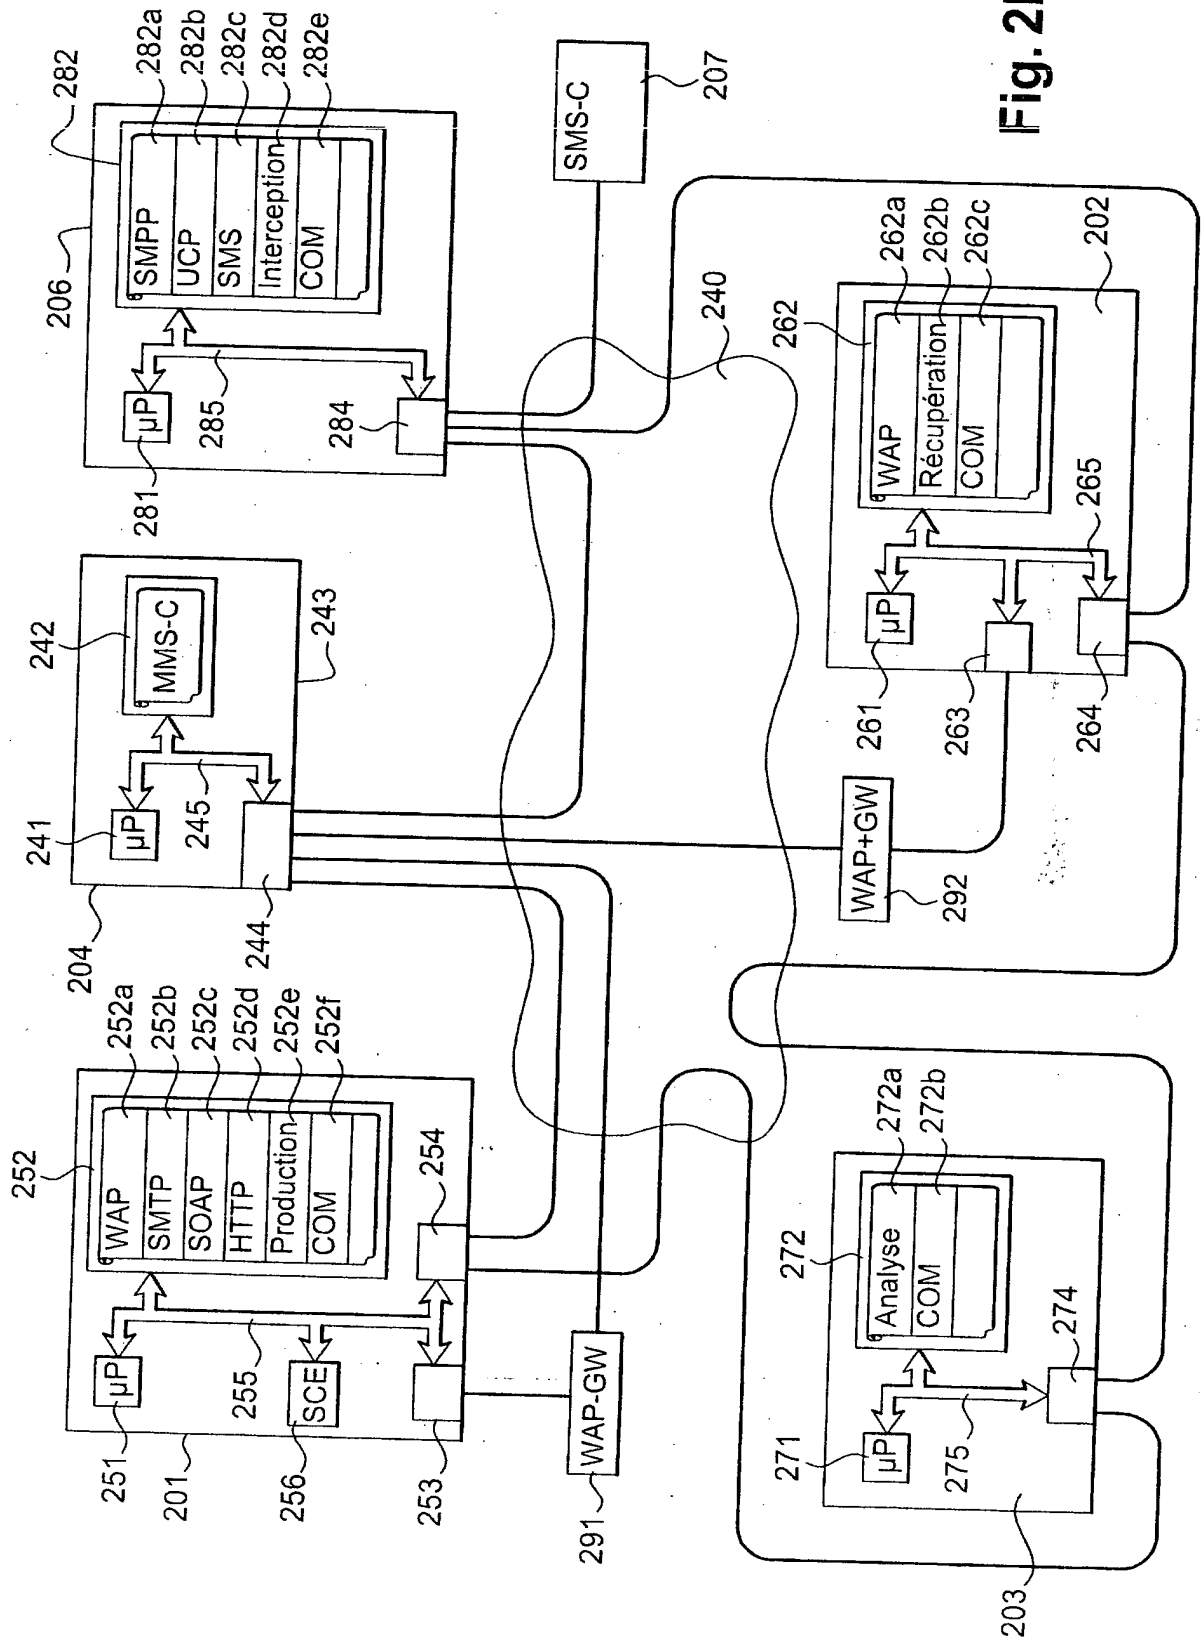 252
WAP
SMTP
SOAP
HTTP
Production
COM
252a
252b
252c
252d
252e
252f
µP
251
201
255
SCE
256
253
254
WAP-GW
291
242
MMS-C
µP
241
204
245
244
243
282
206
SMPP
UCP
SMS
Interception
COM
282a
282b
282c
282d
282e
µP
281
285
284
SMS-C
207
240
WAP+GW
292
272
Analyse
COM
272a
272b
µP
271
275
274
203
262
WAP
Récupération
COM
262a
262b
262c
µP
261
263
264
265
202
Fig. 2